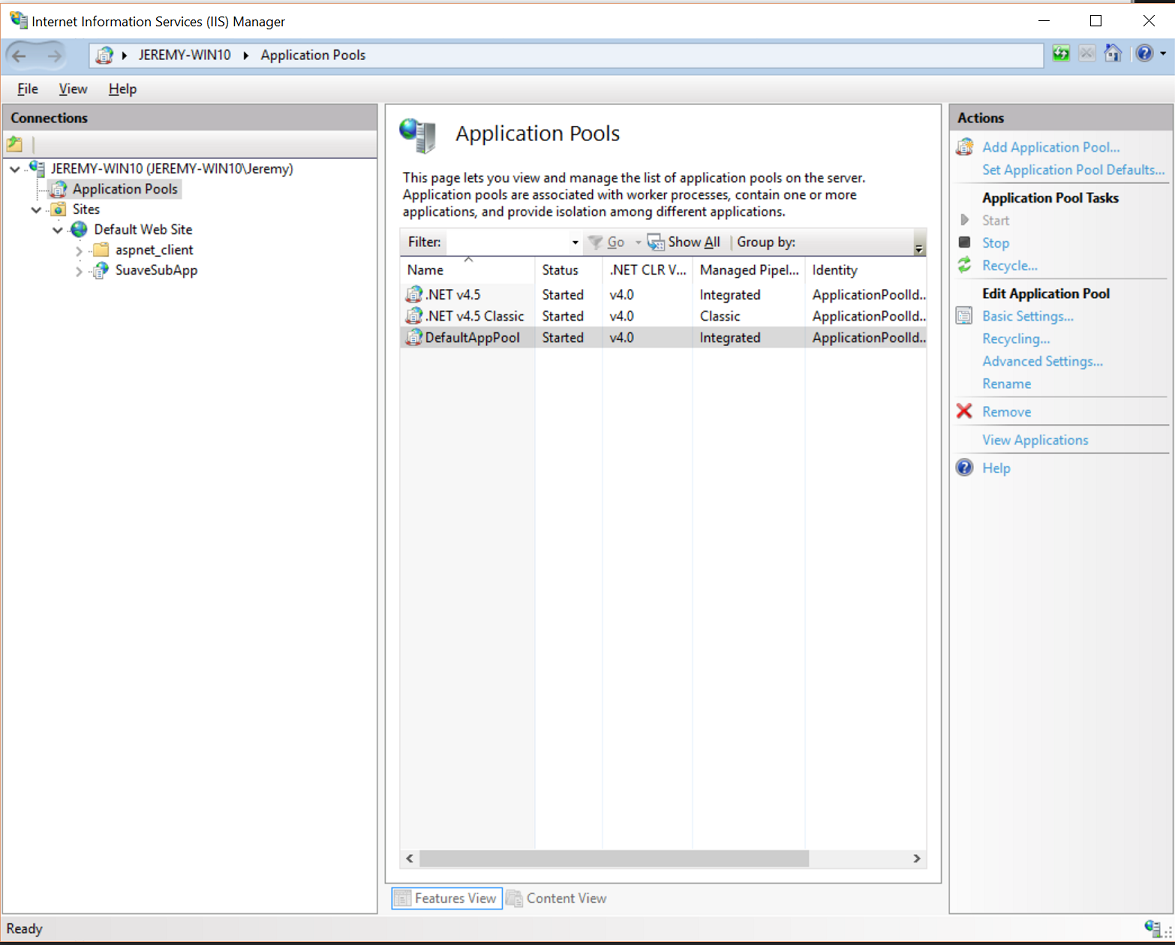 Internet Information Services (IIS) Manager
JEREMY-WIN10 Application Pools
File View Help
Connections
JEREMY-WIN10 (JEREMY-WIN10\Jeremy)
Application Pools
Sites
Default Web Site
aspnet_client
SuaveSubApp
Application Pools
This page lets you view and manage the list of application pools on the server.
Application pools are associated with worker processes, contain one or more
applications, and provide isolation among different applications.
Filter: Go Show All Group by:
Name Status .NET CLR V... Managed Pipel... Identity
.NET v4.5 Started v4.0 Integrated ApplicationPoolId..
.NET v4.5 Classic Started v4.0 Classic ApplicationPoolId..
DefaultAppPool Started v4.0 Integrated ApplicationPoolId..
Features View Content View
Actions
Add Application Pool...
Set Application Pool Defaults...
Application Pool Tasks
Start
Stop
Recycle...
Edit Application Pool
Basic Settings...
Recycling...
Advanced Settings...
Rename
Remove
View Applications
Help
Ready